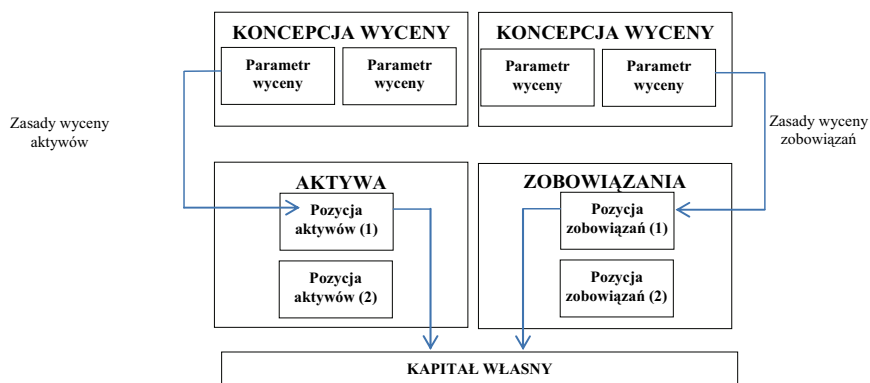 KONCEPCJA WYCENY
Parametr
wyceny
Parametr
wyceny
KONCEPCJA WYCENY
Parametr
wyceny
Parametr
wyceny
Zasady wyceny
aktywów
Zasady wyceny
zobowiązań
AKTYWA
Pozycja
aktywów (1)
Pozycja
aktywów (2)
ZOBOWIĄZANIA
Pozycja
zobowiązań (1)
Pozycja
zobowiązań (2)
KAPITAŁ WŁASNY